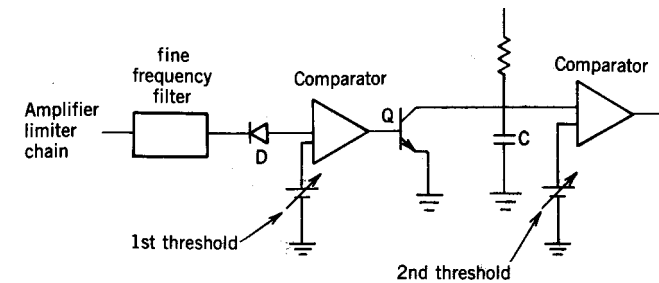 fine
frequency
filter
Comparator
Comparator
Amplifier
limiter
chain
Q
D
C
1st threshold
2nd threshold